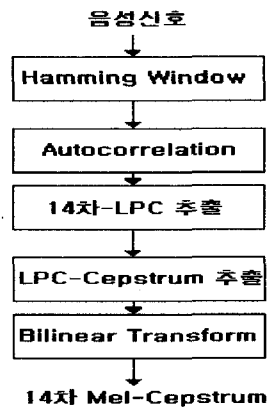 음성신호
Hamming Window
Autocorrelation
14차-LPC 추출
LPC-Cepstrum 추출
Bilinear Transform
14차 Mel-Cepstrum